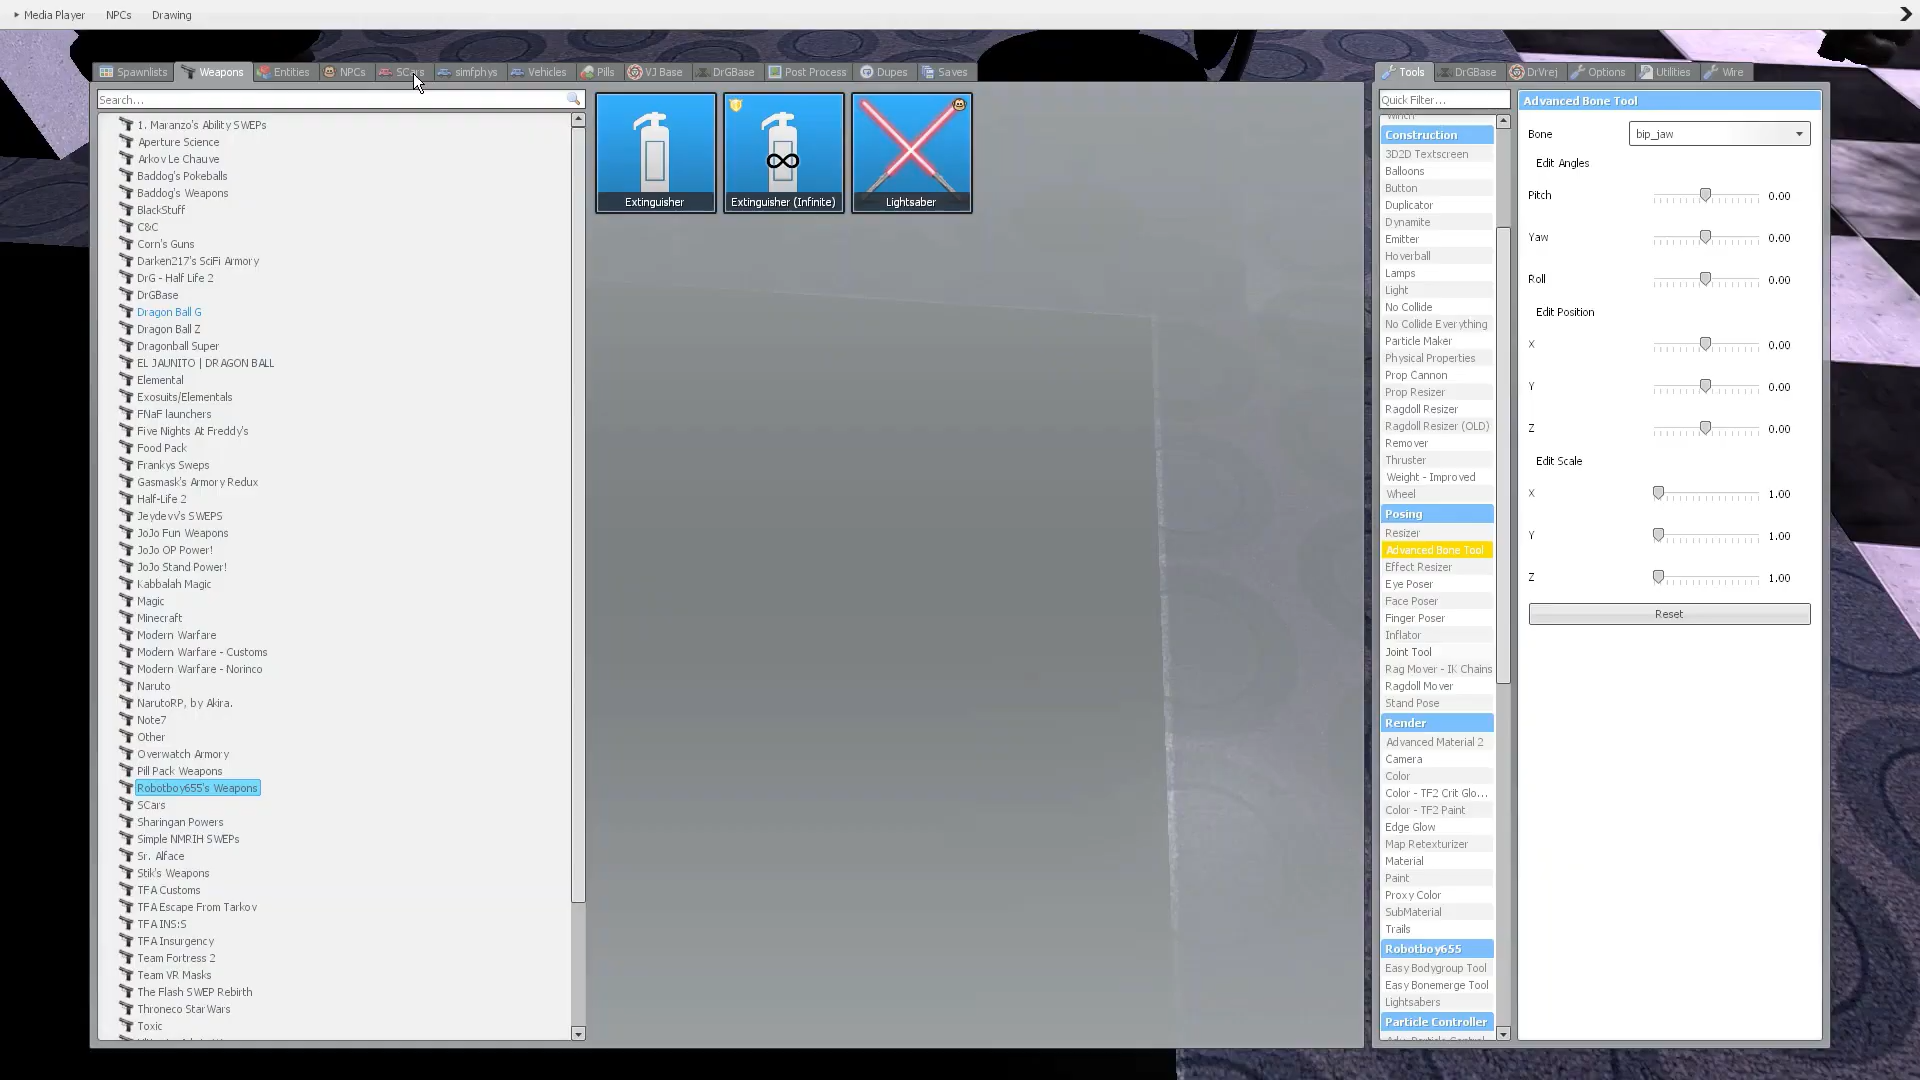 Media Player NPCs Drawing
Spawnlists Weapons Entities NPCs SCars simfphys Vehicles Pills VJ Base DrGBase Post Process Dupes Saves
Search...
1. Maranzo's Ability SWEPs
Aperture Science
Arkov Le Chauve
Baddog's Pokeballs
Baddog's Weapons
BlackStuff
C&C
Corn's Guns
Darken217's SciFi Armory
DrG - Half Life 2
DrGBase
Dragon Ball G
Dragon Ball Z
Dragonball Super
EL JAUNITO | DRAGON BALL
Elemental
Exosuits/Elementals
FNaF launchers
Five Nights At Freddy's
Food Pack
Frankys Sweps
Gasmask's Armory Redux
Half-Life 2
Jeydevv's SWEPS
JoJo Fun Weapons
JoJo OP Power!
JoJo Stand Power!
Kabbalah Magic
Magic
Minecraft
Modern Warfare
Modern Warfare - Customs
Modern Warfare - Norinco
Naruto
NarutoRP, by Akira.
Note7
Other
Overwatch Armory
Pill Pack Weapons
Robotboy655's Weapons
SCars
Sharingan Powers
Simple NMRIH SWEPs
Sr. Alface
Stik's Weapons
TFA Customs
TFA Escape From Tarkov
TFA INS:S
TFA Insurgency
Team Fortress 2
Team VR Masks
The Flash SWEP Rebirth
Throneco StarWars
Toxic
Extinguisher
Extinguisher (Infinite)
Lightsaber
Tools DrGBase DrVrej Options Utilities Wire
Quick Filter...
Winch
Construction
3D2D Textscreen
Balloons
Button
Duplicator
Dynamite
Emitter
Hoverball
Lamps
Light
No Collide
No Collide Everything
Particle Maker
Physical Properties
Prop Cannon
Prop Resizer
Ragdoll Resizer
Ragdoll Resizer (OLD)
Remover
Thruster
Weight - Improved
Wheel
Posing
Resizer
Advanced Bone Tool
Effect Resizer
Eye Poser
Face Poser
Finger Poser
Inflator
Joint Tool
Rag Mover - IK Chains
Ragdoll Mover
Stand Pose
Render
Advanced Material 2
Camera
Color
Color - TF2 Crit Glo...
Color - TF2 Paint
Edge Glow
Map Retexturizer
Material
Paint
Proxy Color
SubMaterial
Trails
Robotboy655
Easy Bodygroup Tool
Easy Bonemerge Tool
Lightsabers
Particle Controller
Advanced Bone Tool
Bone bip_jaw
Edit Angles
Pitch 0.00
Yaw 0.00
Roll 0.00
Edit Position
X 0.00
Y 0.00
Z 0.00
Edit Scale
X 1.00
Y 1.00
Z 1.00
Reset